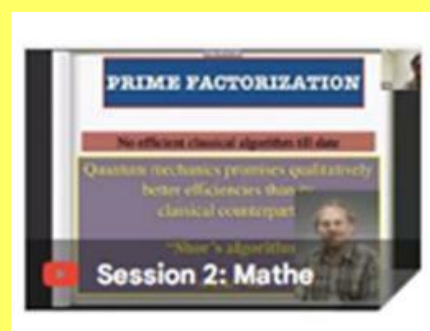 PRIME FACTORIZATION
No efficient classical algorithm till date
Quantum mechanics promises qualitatively
better efficiencies than
classical counterpart
"Shor's algorithm
Session 2: Mathe